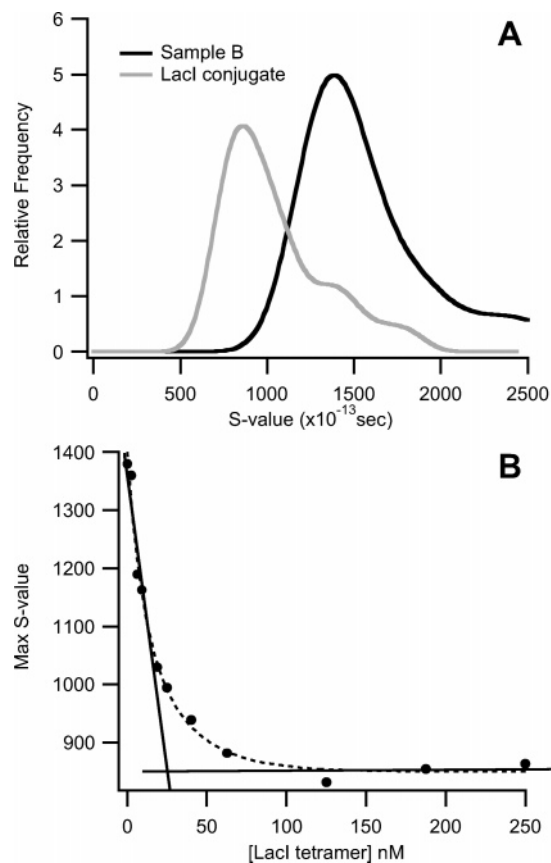 A
Sample B
LacI conjugate
Relative Frequency
6
5
4
3
2
1
0
0 500 1000 1500 2000 2500
S-value (x10⁻¹³sec)
B
Max S-value
1400
1300
1200
1100
1000
900
0 50 100 150 200 250
[LacI tetramer] nM